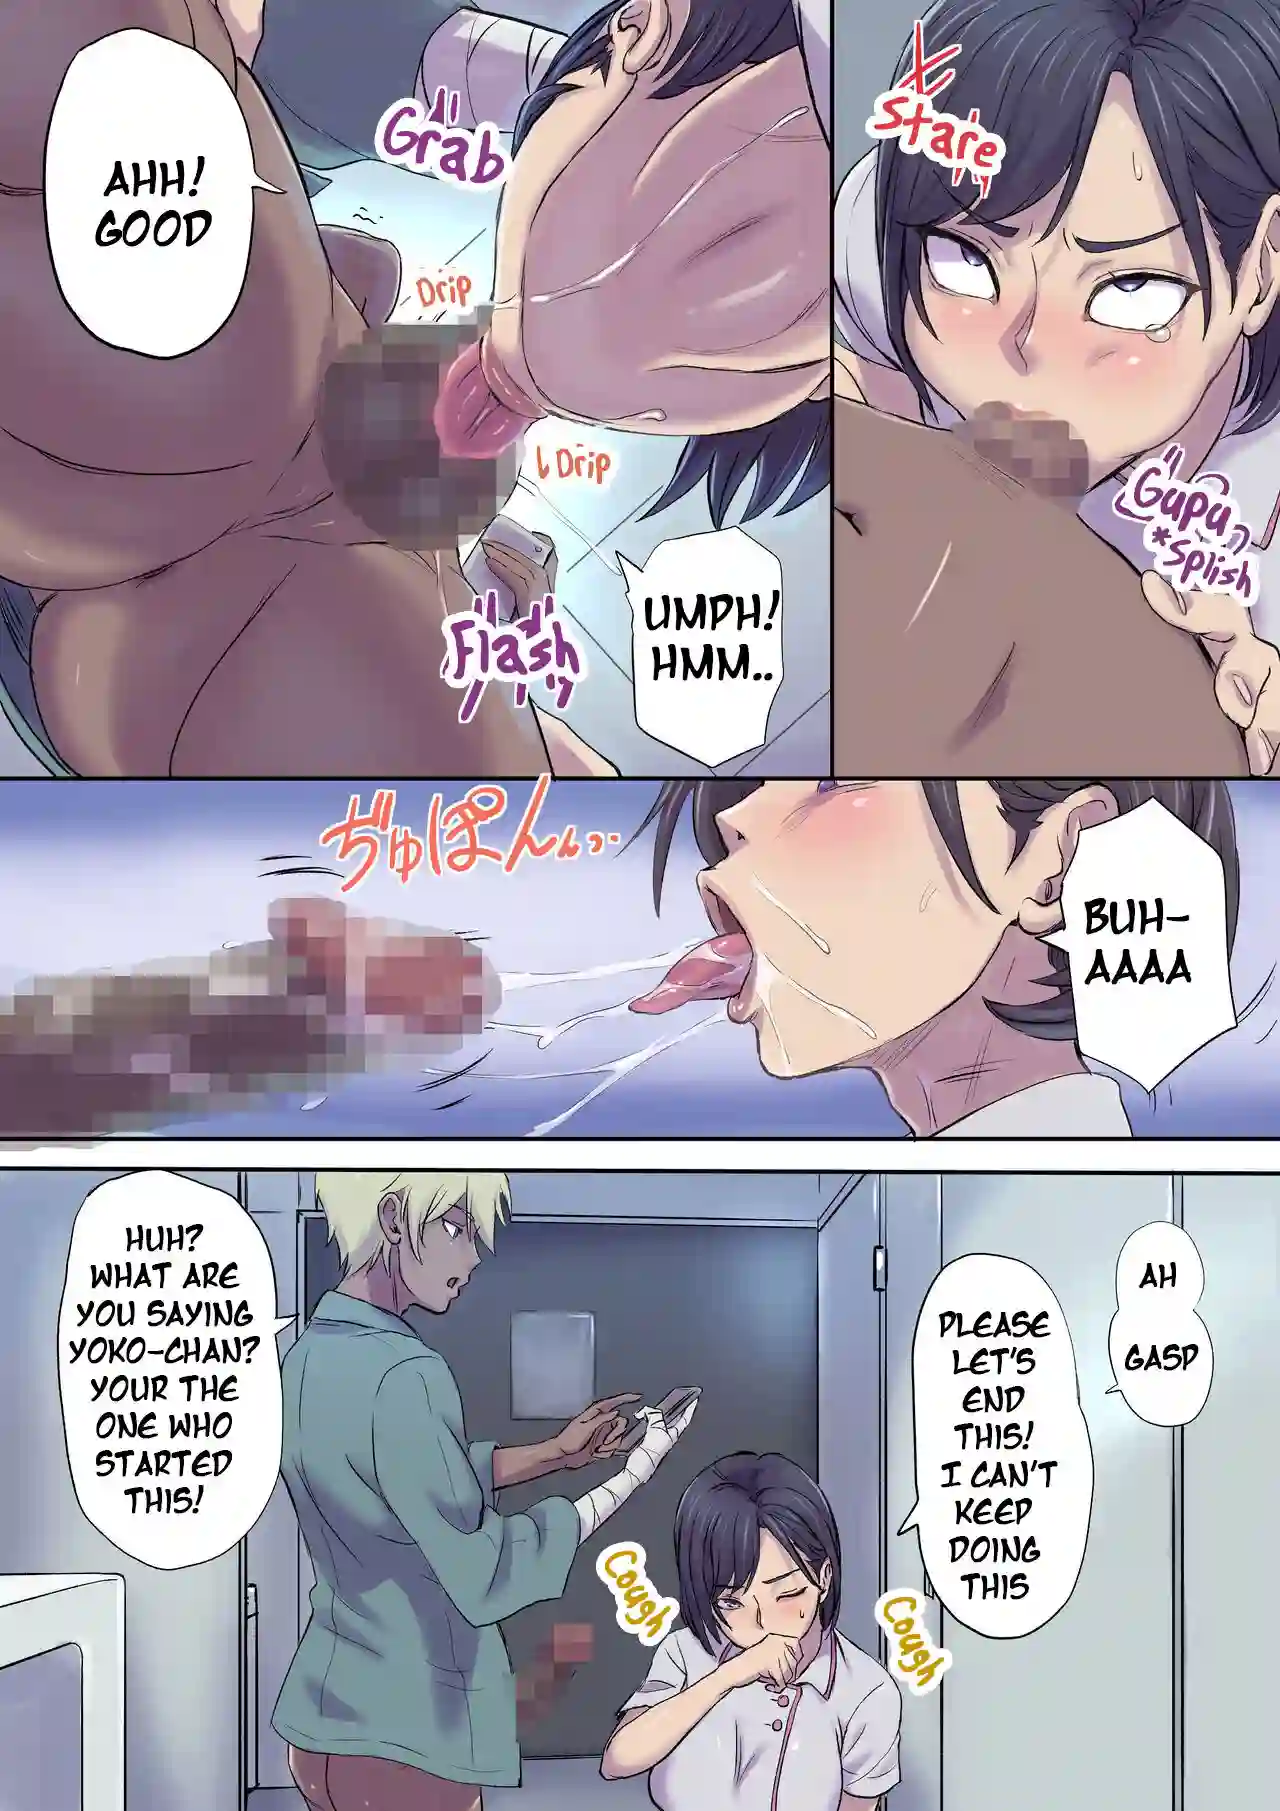 Stare
Gupu
*Splish
AHH!
GOOD
Grab
Drip
Drip
Flash
UMPH!
HMM..
ぢゅぽんんっ..
BUH-
AAAA
AH
GASP
PLEASE
LET'S
END
THIS!
I CAN'T
KEEP
DOING
THIS
Cough
Cough
HUH?
WHAT ARE
YOU SAYING
YOKO-CHAN?
YOUR THE
ONE WHO
STARTED
THIS!